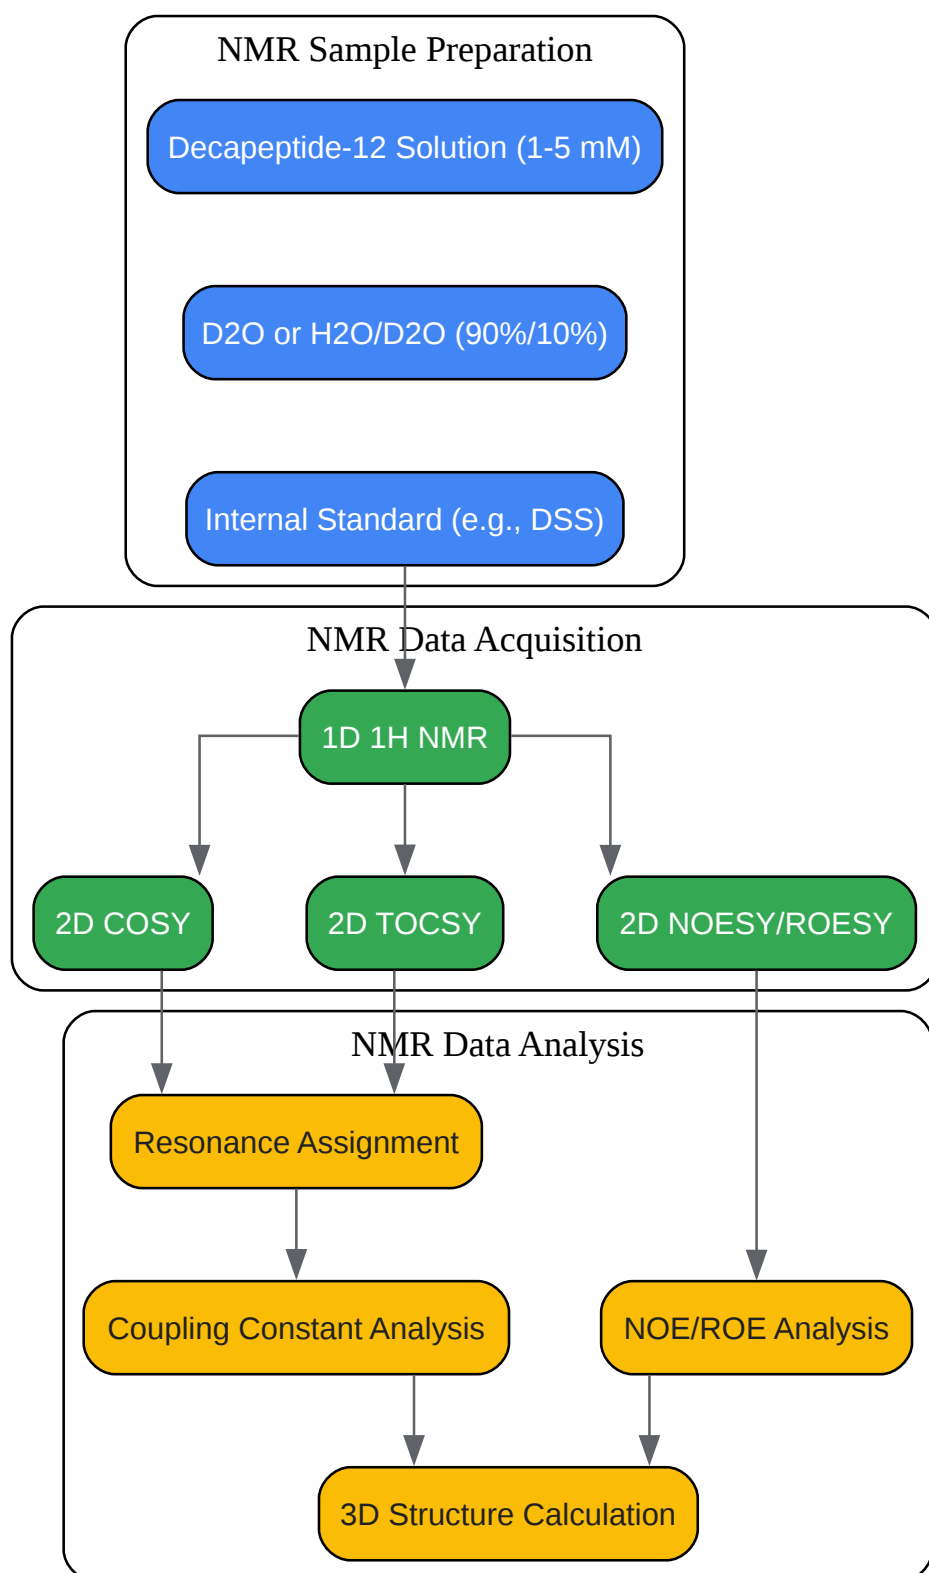 NMR Sample Preparation
Decapeptide-12 Solution (1-5 mM)
D2O or H2O/D2O (90%/10%)
Internal Standard (e.g., DSS)
NMR Data Acquisition
1D 1H NMR
2D COSY
2D TOCSY
2D NOESY/ROESY
NMR Data Analysis
Resonance Assignment
Coupling Constant Analysis
NOE/ROE Analysis
3D Structure Calculation